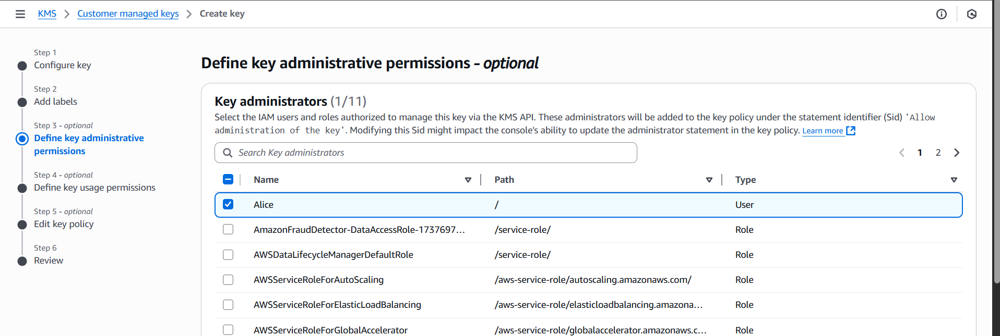 KMS > Customer managed keys > Create key
Step 1
Configure key
Step 2
Add labels
Step 3 - optional
Define key administrative
permissions
Step 4 - optional
Define key usage permissions
Step 5 - optional
Edit key policy
Step 6
Review
Define key administrative permissions - optional
Key administrators (1/11)
Select the IAM users and roles authorized to manage this key via the KMS API. These administrators will be added to the key policy under the statement identifier (Sid) 'Allow
administration of the key'. Modifying this Sid might impact the console's ability to update the administrator statement in the key policy. Learn more
Search Key administrators
1 2
Name Path Type
Alice / User
AmazonFraudDetector-DataAccessRole-1737697... /service-role/ Role
AWSDataLifecycleManagerDefaultRole /service-role/ Role
AWSServiceRoleForAutoScaling /aws-service-role/autoscaling.amazonaws.com/ Role
AWSServiceRoleForElasticLoadBalancing /aws-service-role/elasticloadbalancing.amazona... Role
AWSServiceRoleForGlobalAccelerator /aws-service-role/globalaccelerator.amazonaws.c... Role